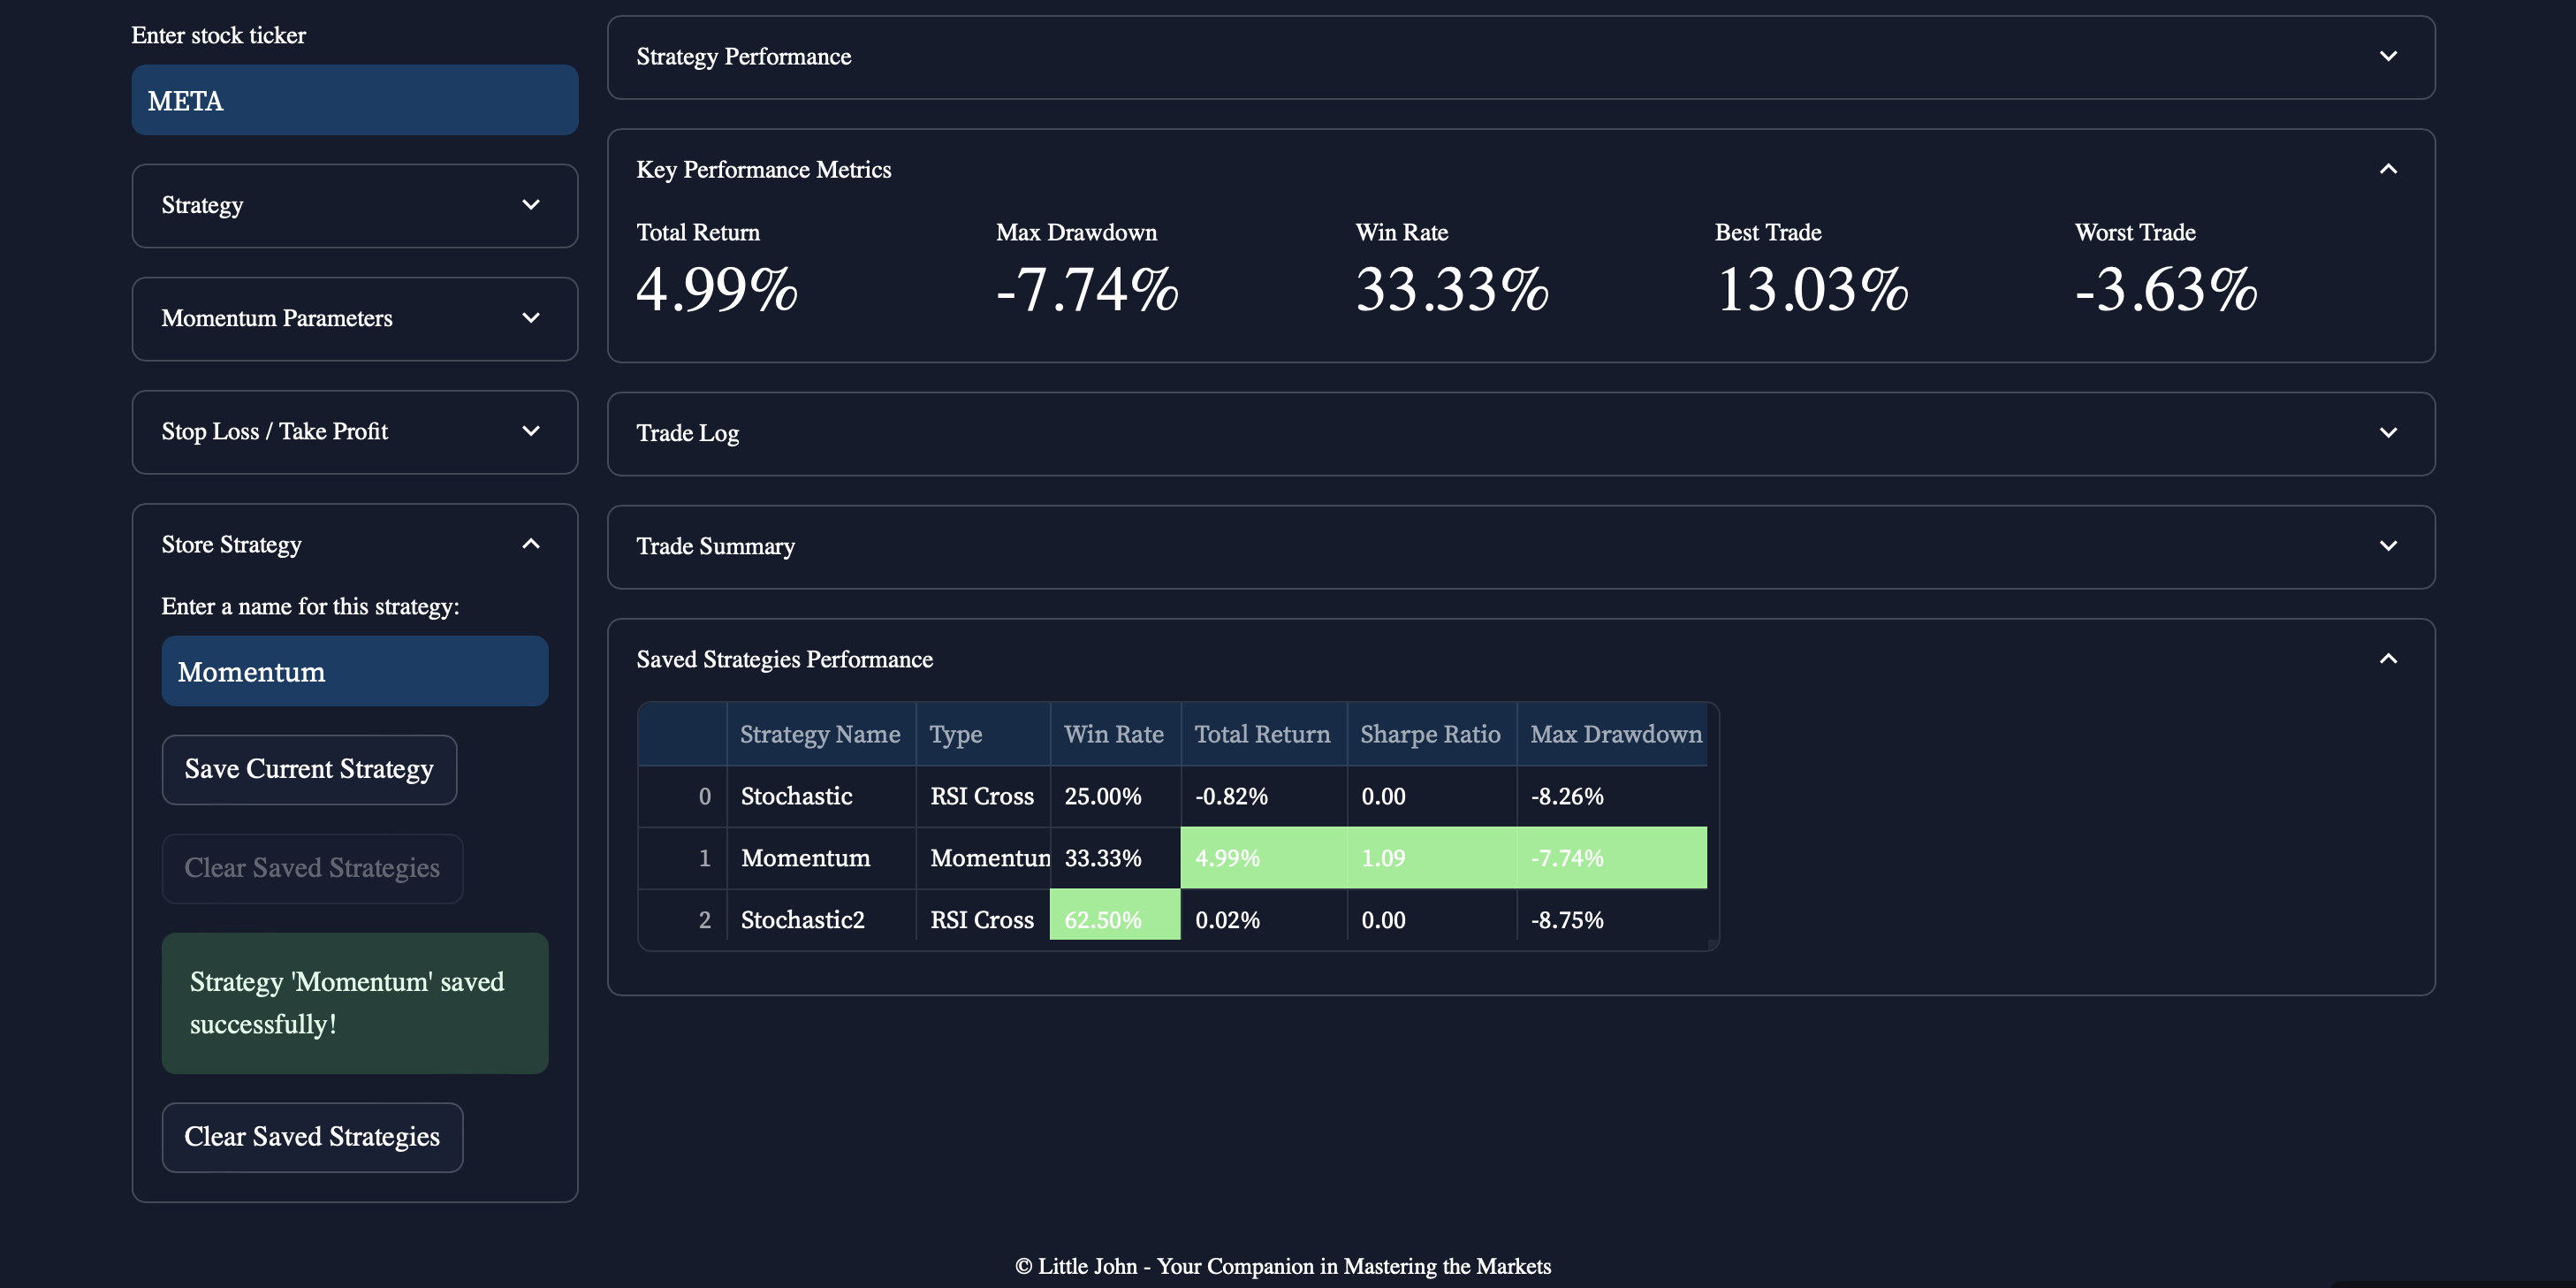 Enter stock ticker
META
Strategy
Momentum Parameters
Stop Loss / Take Profit
Store Strategy
Enter a name for this strategy:
Momentum
Save Current Strategy
Clear Saved Strategies
Strategy 'Momentum' saved
successfully!
Clear Saved Strategies
Strategy Performance
Key Performance Metrics
Total Return Max Drawdown Win Rate Best Trade Worst Trade
4.99% -7.74% 33.33% 13.03% -3.63%
Trade Log
Trade Summary
Saved Strategies Performance
Strategy Name Type Win Rate Total Return Sharpe Ratio Max Drawdown
0 Stochastic RSI Cross 25.00% -0.82% 0.00 -8.26%
1 Momentum Momentum 33.33% 4.99% 1.09 -7.74%
2 Stochastic2 RSI Cross 62.50% 0.02% 0.00 -8.75%
© Little John - Your Companion in Mastering the Markets